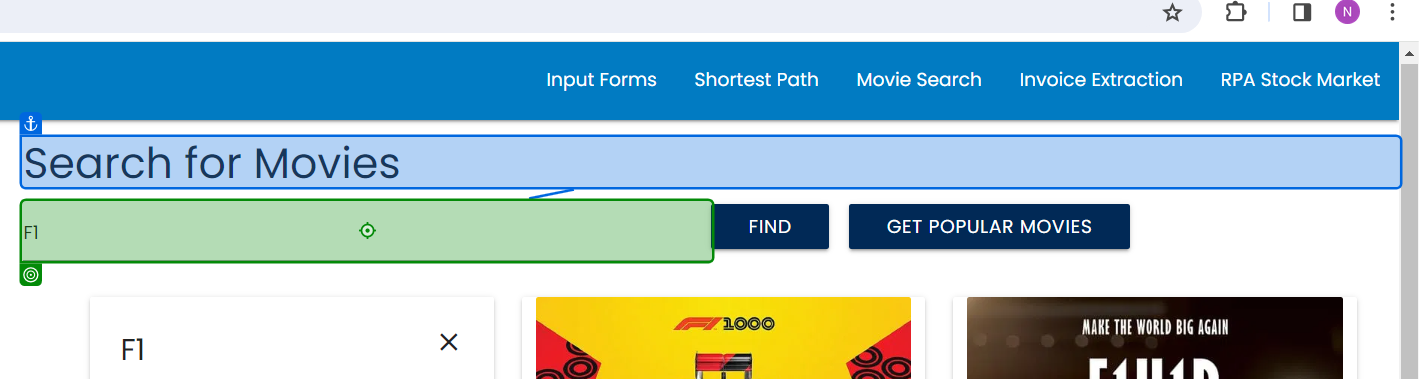 N
Input Forms Shortest Path Movie Search Invoice Extraction RPA Stock Market
Search for Movies
F1 FIND GET POPULAR MOVIES
F1
F1 1000
MAKE THE WORLD BIG AGAIN